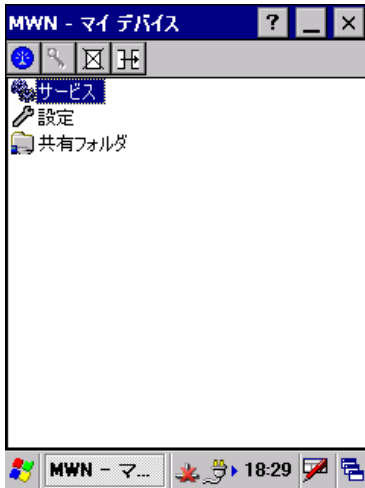 MWN - マイ デバイス ? _ ×
サービス
設定
共有フォルダ
MWN - マ... 18:29